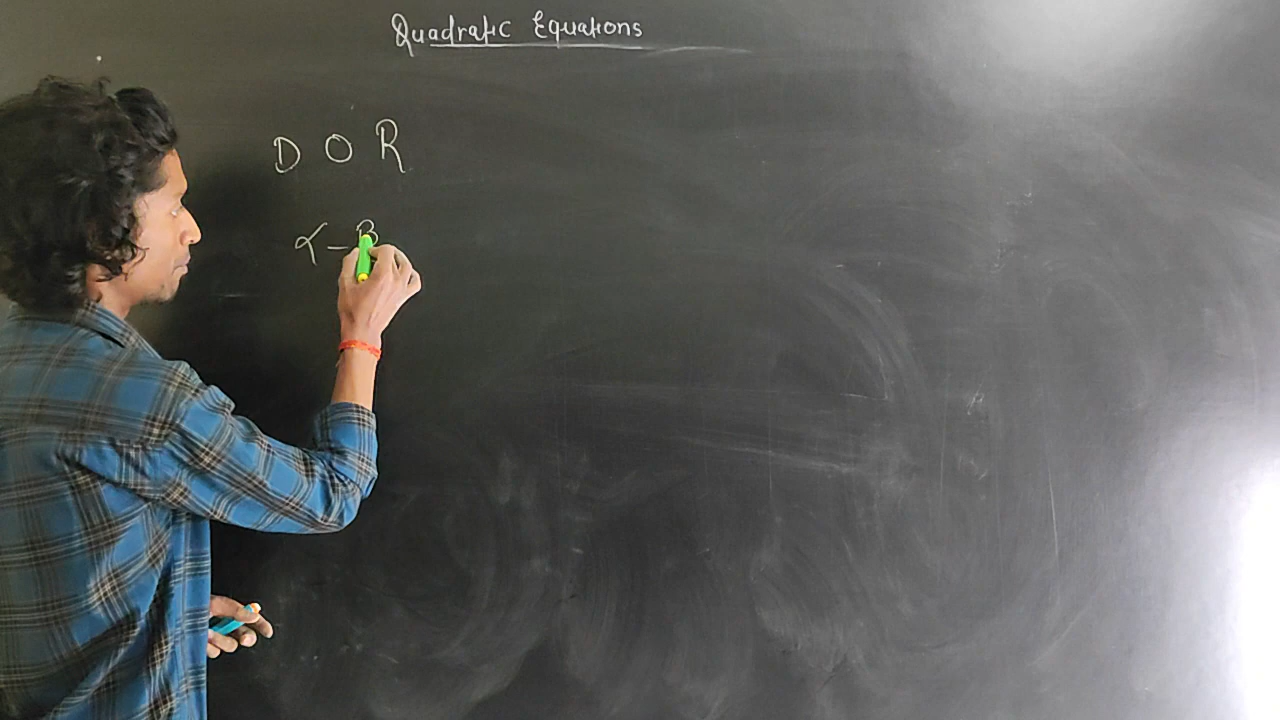 Quadratic Equations
D O R
α - β